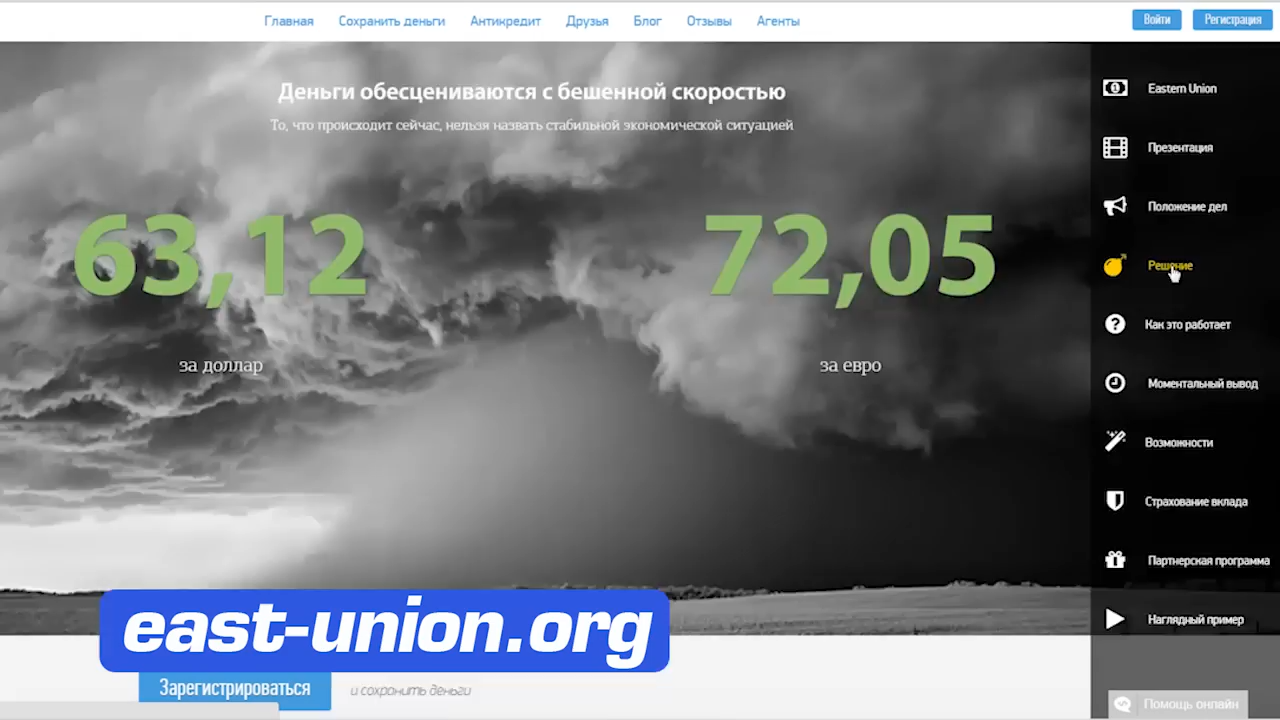 Главная Сохранить деньги Антикредит Друзья Блог Отзывы Агенты
Войти Регистрация
Деньги обесцениваются с бешенной скоростью
То, что происходит сейчас, нельзя назвать стабильной экономической ситуацией
63,12
за доллар
72,05
за евро
Eastern Union
Презентация
Положение дел
Решение
Как это работает
Моментальный вывод
Возможности
Страхование вклада
Партнерская программа
Наглядный пример
east-union.org
Зарегистрироваться и сохранить деньги
Помощь онлайн